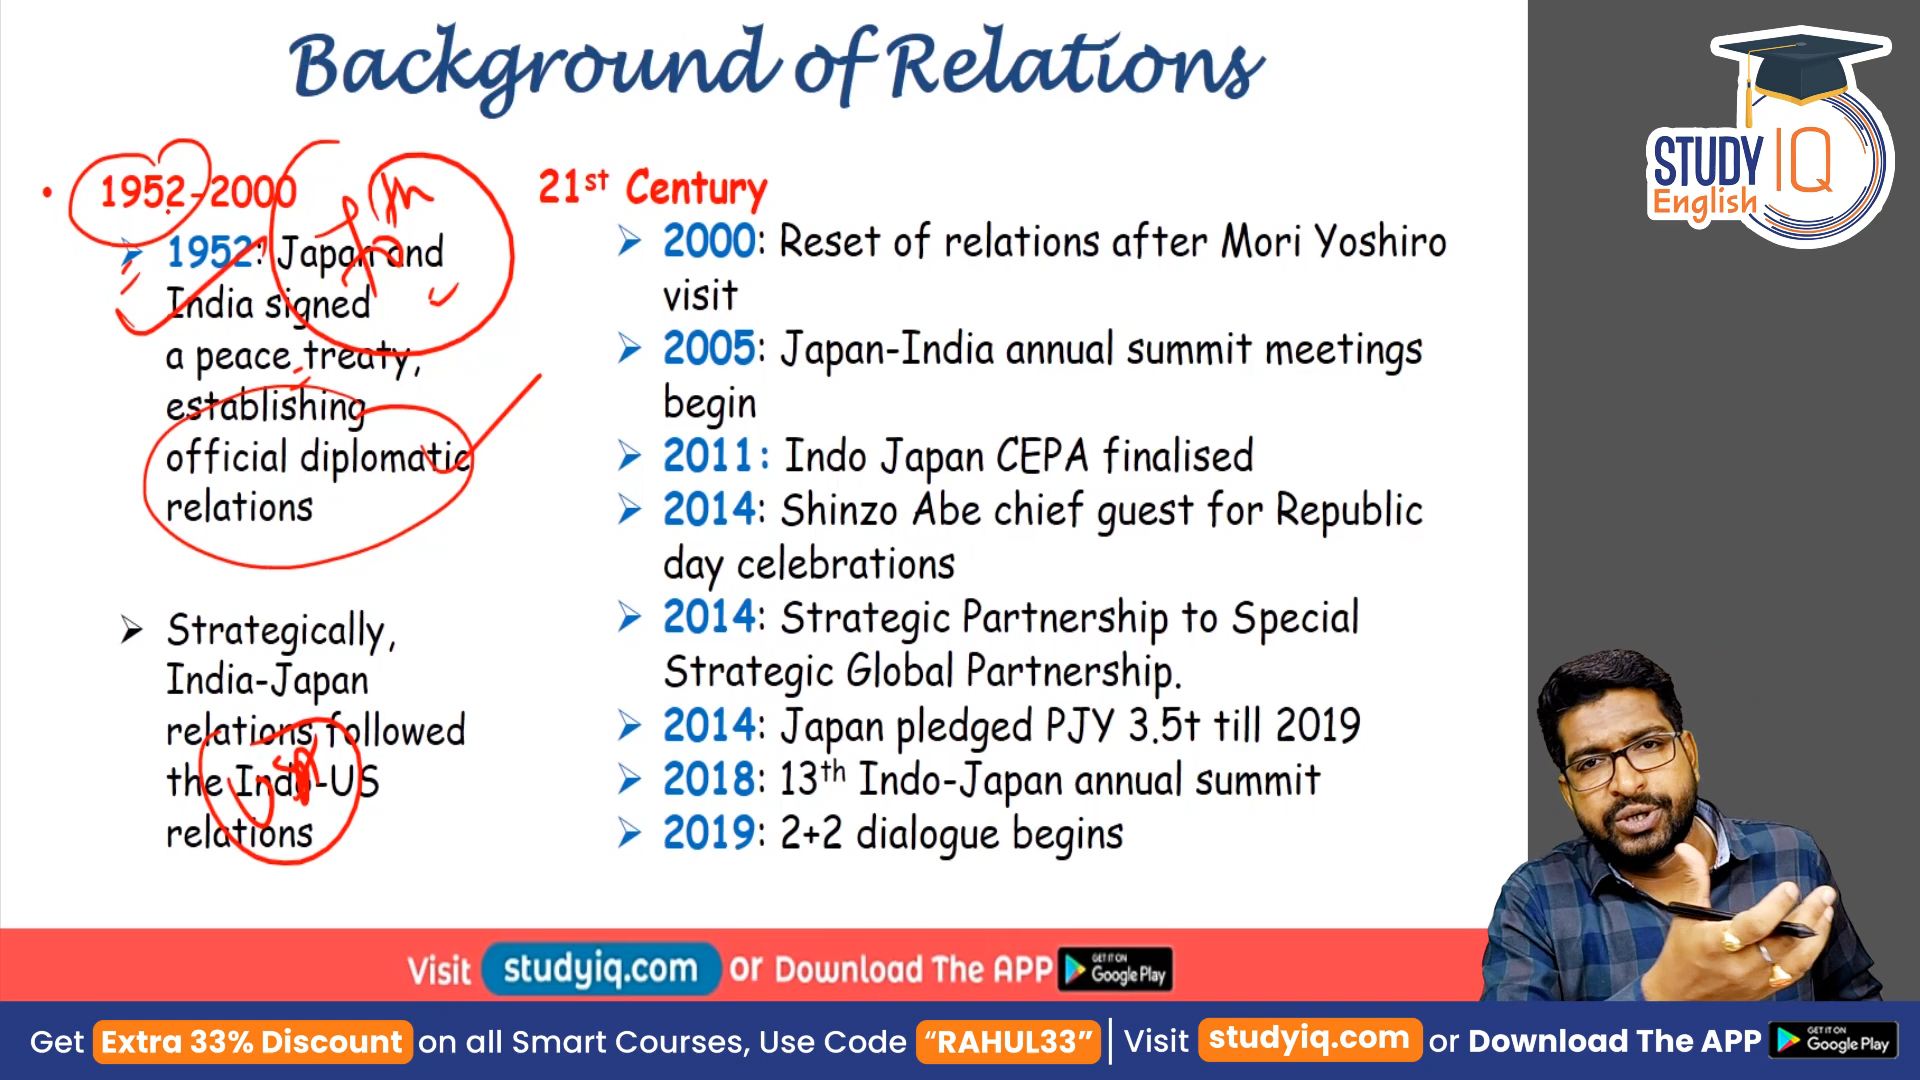 Background of Relations
• 1952-2000
1952: Japan and
India signed
a peace treaty,
establishing
official diplomatic
relations
Strategically,
India-Japan
relations followed
the Indo-US
relations
21st Century
2000: Reset of relations after Mori Yoshiro
visit
2005: Japan-India annual summit meetings
begin
2011: Indo Japan CEPA finalised
2014: Shinzo Abe chief guest for Republic
day celebrations
2014: Strategic Partnership to Special
Strategic Global Partnership.
2014: Japan pledged PJY 3.5t till 2019
2018: 13th Indo-Japan annual summit
2019: 2+2 dialogue begins
STUDY IQ
English
Visit studyiq.com or Download The APP GET IT ON Google Play
Get Extra 33% Discount on all Smart Courses, Use Code "RAHUL33" | Visit studyiq.com or Download The APP GET IT ON Google Play